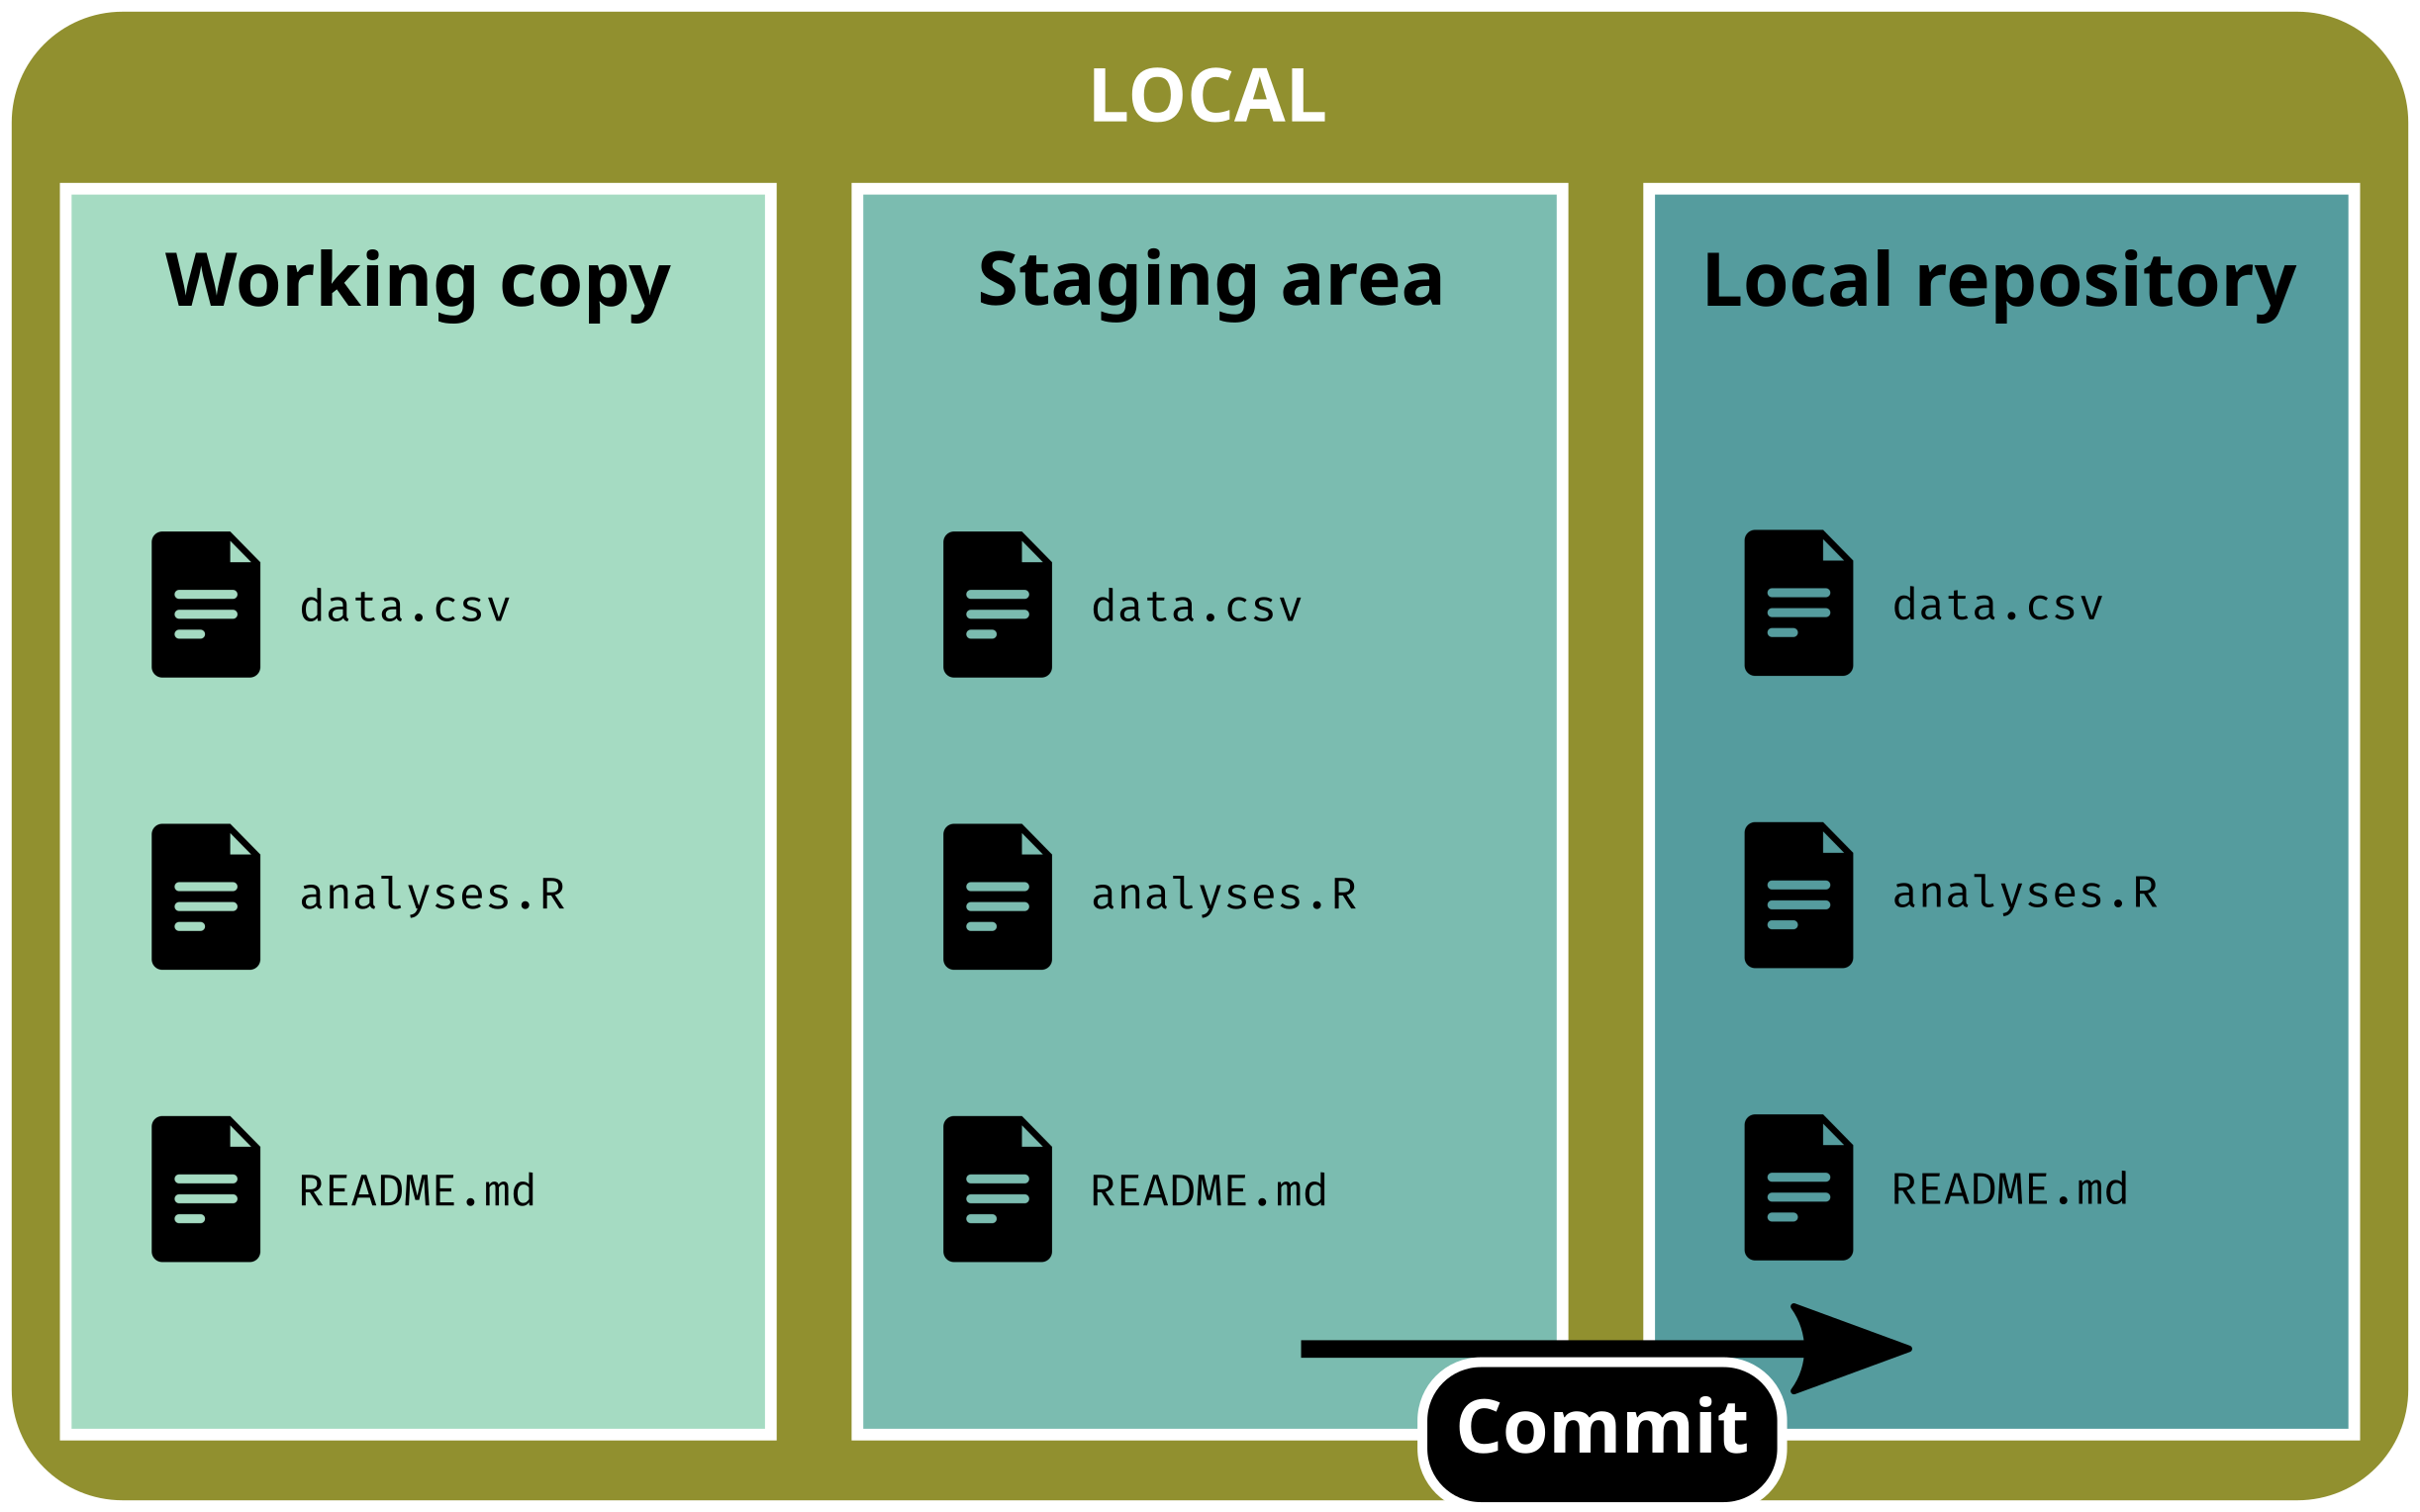 LOCAL
Working copy
data.csv
analyses.R
README.md
Staging area
data.csv
analyses.R
README.md
Local repository
data.csv
analyses.R
README.md
Commit